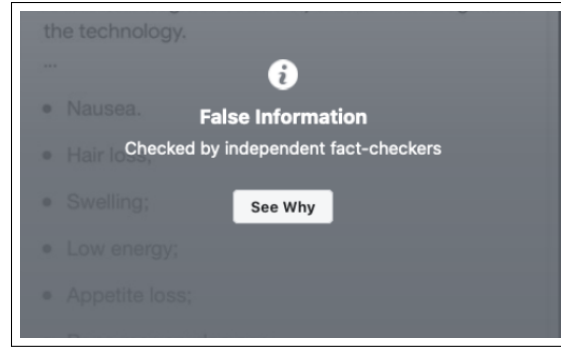 the technology.
...
• Nausea.
False Information
• Hair loss;
Checked by independent fact-checkers
• Swelling;
See Why
• Low energy;
• Appetite loss;